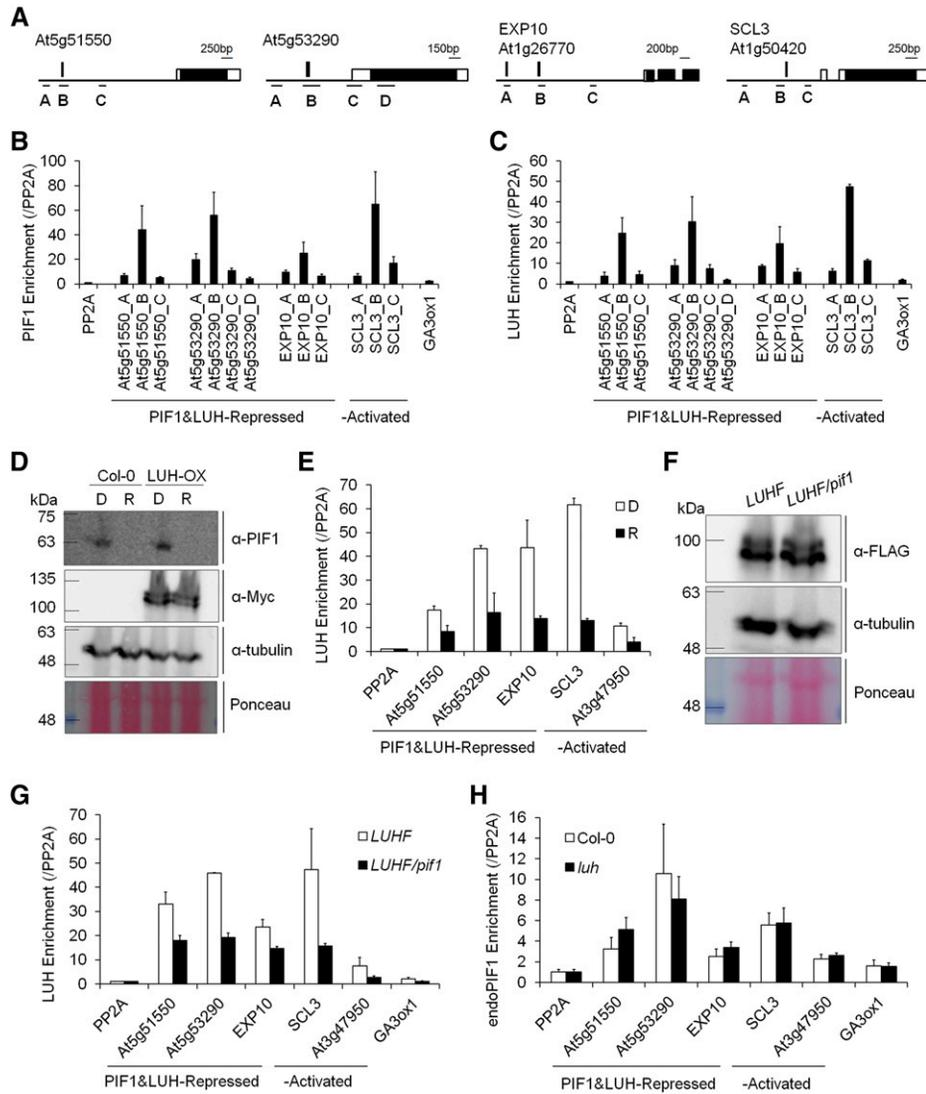 A
At5g51550
250bp
A B C
At5g53290
150bp
A B C D
EXP10
At1g26770
200bp
A B C
SCL3
At1g50420
250bp
A B C
B
PIF1 Enrichment (/PP2A)
100
80
60
40
20
0
PP2A
At5g51550_A
At5g51550_B
At5g51550_C
At5g53290_A
At5g53290_B
At5g53290_C
At5g53290_D
EXP10_A
EXP10_B
EXP10_C
SCL3_A
SCL3_B
SCL3_C
GA3ox1
PIF1&LUH-Repressed
-Activated
C
LUH Enrichment (/PP2A)
60
50
40
30
20
10
0
PP2A
At5g51550_A
At5g51550_B
At5g51550_C
At5g53290_A
At5g53290_B
At5g53290_C
At5g53290_D
EXP10_A
EXP10_B
EXP10_C
SCL3_A
SCL3_B
SCL3_C
GA3ox1
PIF1&LUH-Repressed
-Activated
D
Col-0 LUH-OX
kDa D R D R
75
63
α-PIF1
135
100
α-Myc
63
48
α-tubulin
48
Ponceau
E
LUH Enrichment (/PP2A)
70
60
50
40
30
20
10
0
D
R
PP2A
At5g51550
At5g53290
EXP10
SCL3
At3g47950
PIF1&LUH-Repressed
-Activated
F
LUHF
LUHF/pif1
kDa
100
α-FLAG
63
48
α-tubulin
48
Ponceau
G
LUH Enrichment (/PP2A)
70
60
50
40
30
20
10
0
LUHF
LUHF/pif1
PP2A
At5g51550
At5g53290
EXP10
SCL3
At3g47950
GA3ox1
PIF1&LUH-Repressed
-Activated
H
endoPIF1 Enrichment (/PP2A)
16
14
12
10
8
6
4
2
0
Col-0
luh
PP2A
At5g51550
At5g53290
EXP10
SCL3
At3g47950
GA3ox1
PIF1&LUH-Repressed
-Activated